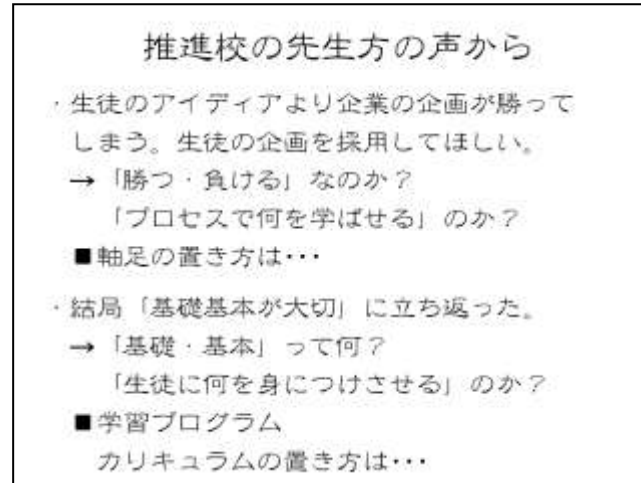 推進校の先生方の声から
・生徒のアイディアより企業の企画が勝って
しまう。生徒の企画を採用してほしい。
→「勝つ・負ける」なのか？
「プロセスで何を学ばせる」のか？
■軸足の置き方は・・・
・結局「基礎基本が大切」に立ち返った。
→「基礎・基本」って何？
「生徒に何を身につけさせる」のか？
■学習プログラム
カリキュラムの置き方は・・・